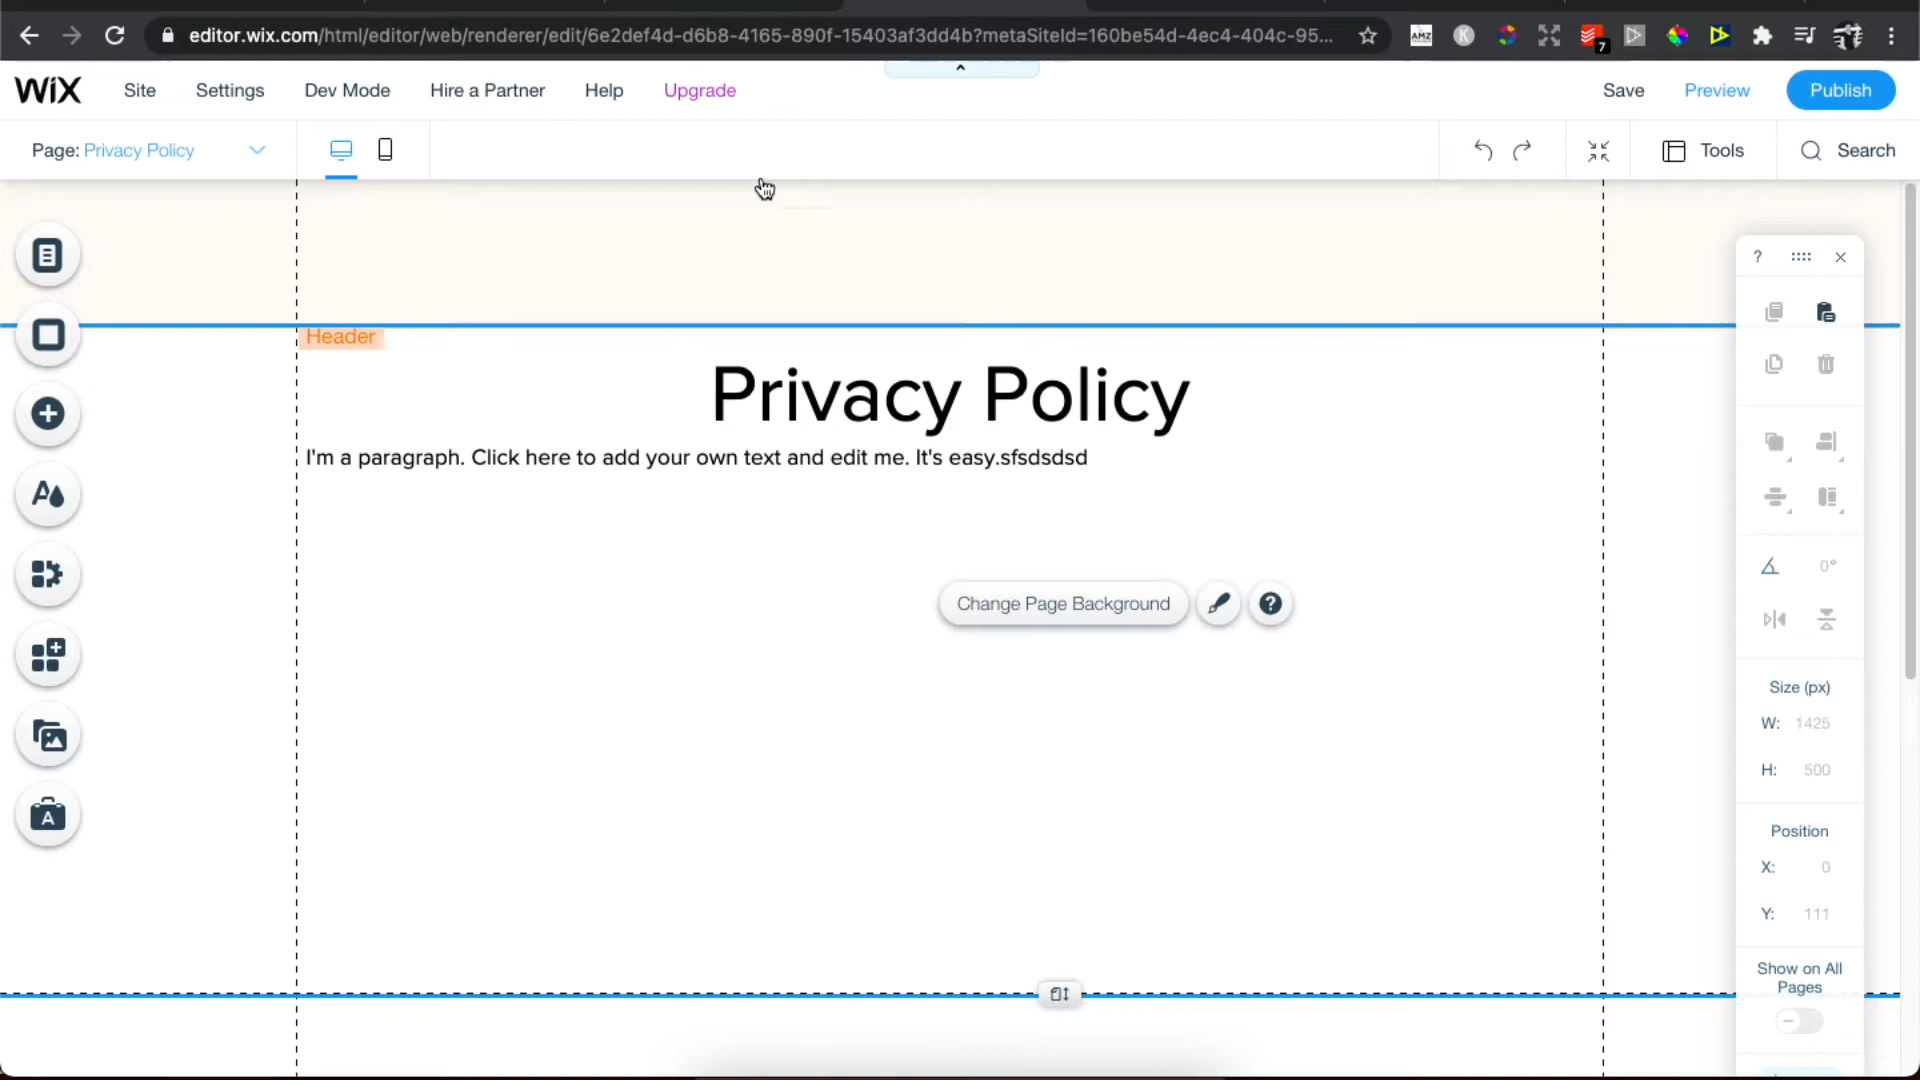 editor.wix.com/html/editor/web/renderer/edit/6e2def4d-d6b8-4165-890f-15403af3dd4b?metaSiteId=160be54d-4ec4-404c-95...
AMZ
K
7
WiX
Site
Settings
Dev Mode
Hire a Partner
Help
Upgrade
Save
Preview
Publish
Page: Privacy Policy
Tools
Search
Header
Privacy Policy
I'm a paragraph. Click here to add your own text and edit me. It's easy.sfsdsdsd
Change Page Background
?
A
A
?
0°
Size (px)
W: 1425
H: 500
Position
X: 0
Y: 111
Show on All
Pages